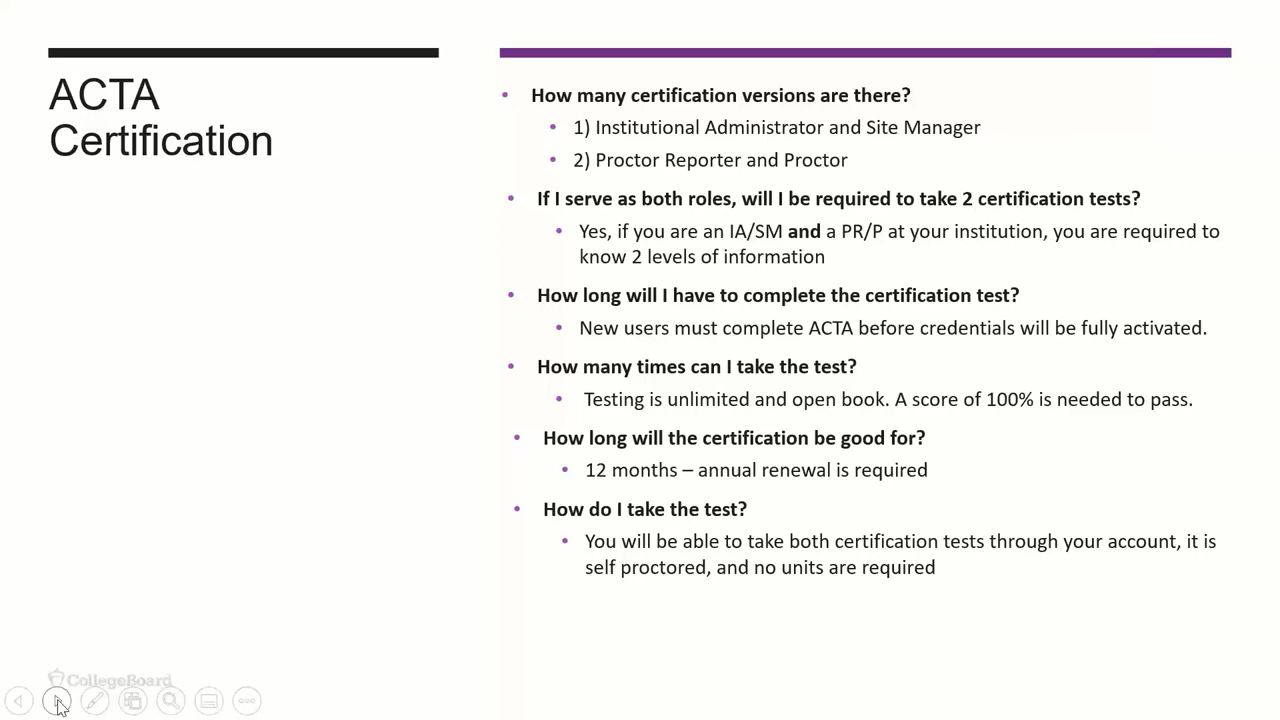 ACTA
Certification
• How many certification versions are there?
• 1) Institutional Administrator and Site Manager
• 2) Proctor Reporter and Proctor
• If I serve as both roles, will I be required to take 2 certification tests?
• Yes, if you are an IA/SM and a PR/P at your institution, you are required to
know 2 levels of information
• How long will I have to complete the certification test?
• New users must complete ACTA before credentials will be fully activated.
• How many times can I take the test?
• Testing is unlimited and open book. A score of 100% is needed to pass.
• How long will the certification be good for?
• 12 months – annual renewal is required
• How do I take the test?
• You will be able to take both certification tests through your account, it is
self proctored, and no units are required
CollegeBoard